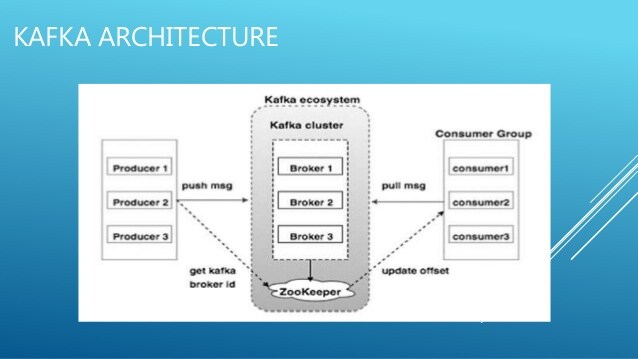 KAFKA ARCHITECTURE
Kafka ecosystem
Kafka cluster
Consumer Group
Producer 1
Producer 2
Producer 3
push msg
Broker 1
Broker 2
Broker 3
pull msg
consumer1
consumer2
consumer3
get kafka
broker id
ZooKeeper
update offset